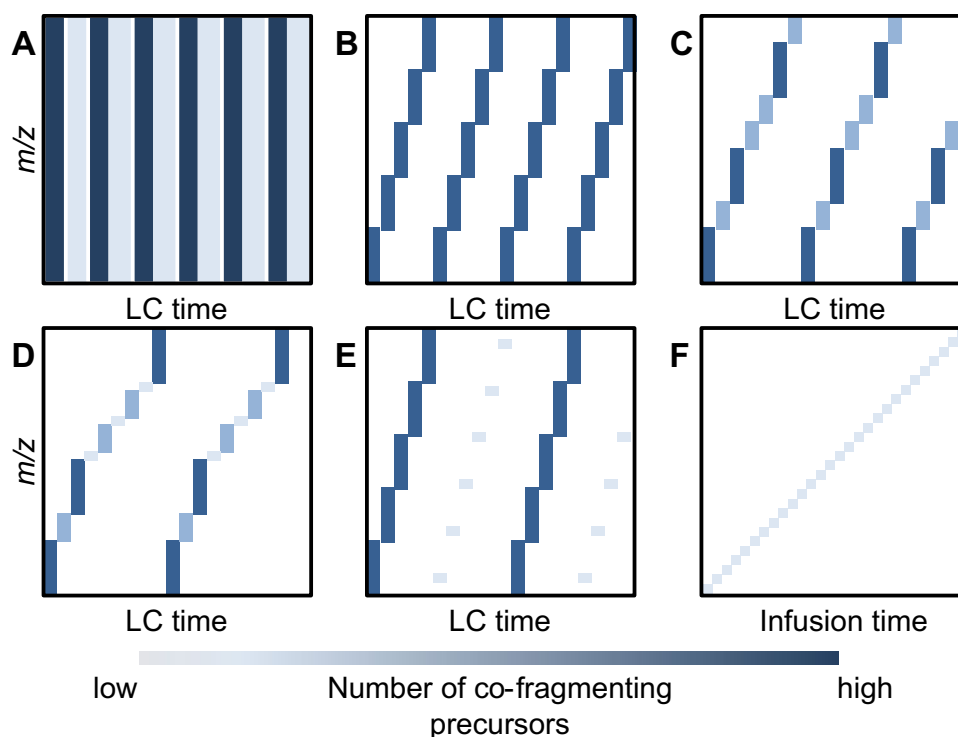 A
B
C
m/z
LC time
LC time
LC time
D
E
F
m/z
LC time
LC time
Infusion time
low
Number of co-fragmenting
precursors
high